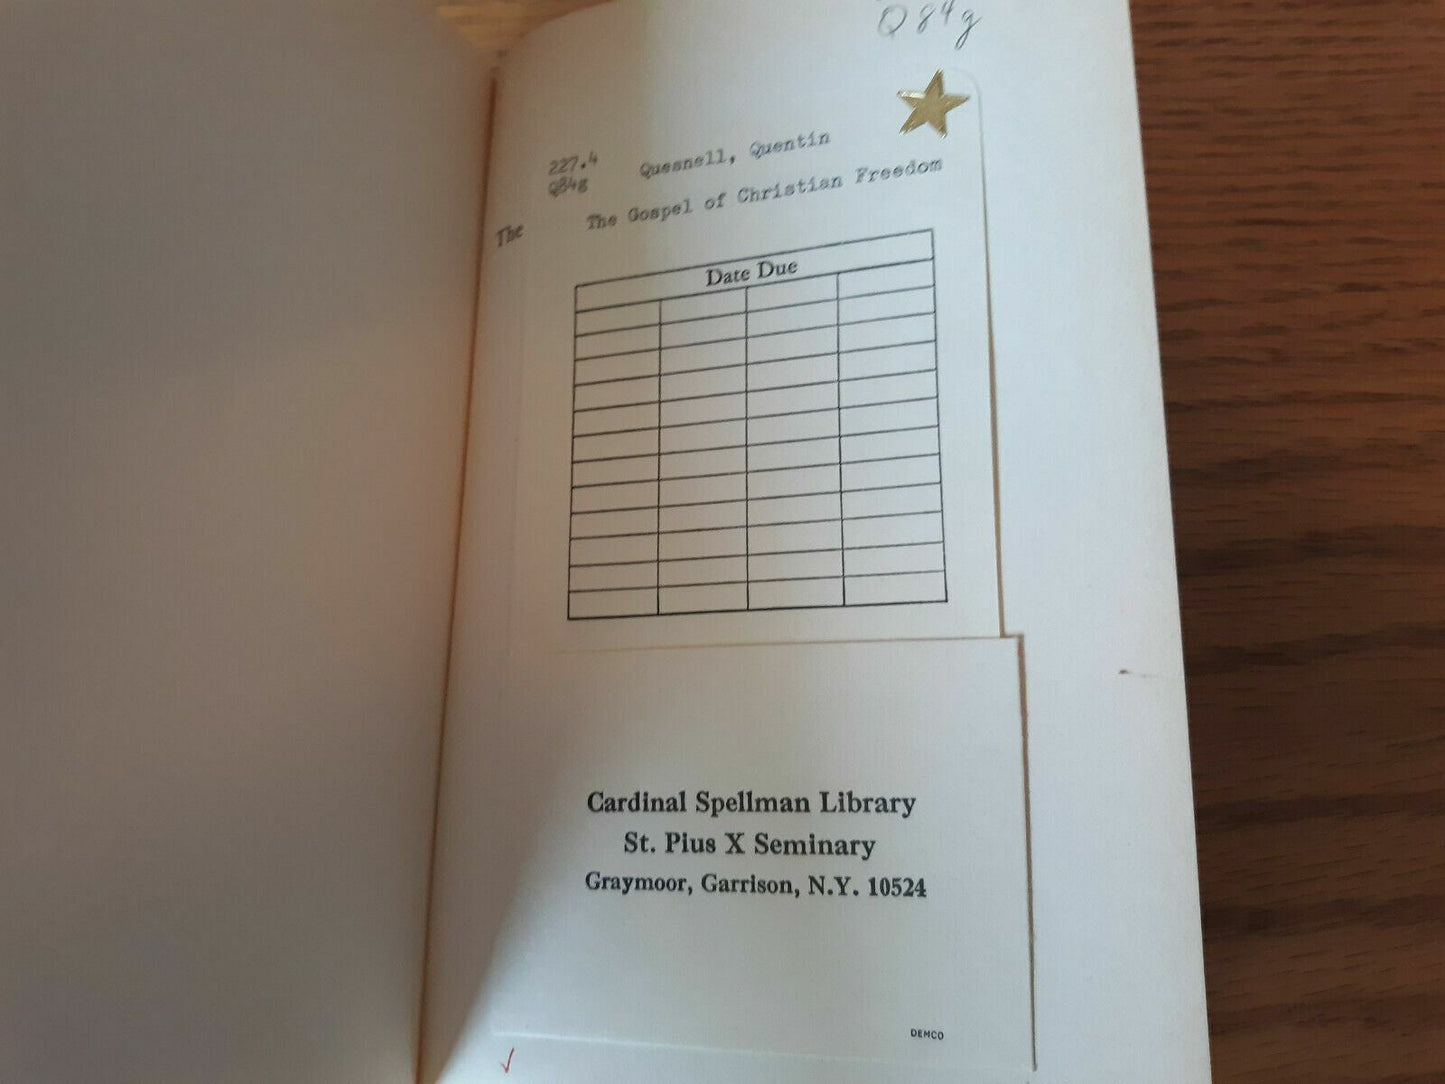 Q84g
227.4 Quesnell, Quentin
Q84g
The The Gospel of Christian Freedom
Date Due
Cardinal Spellman Library
St. Pius X Seminary
Graymoor, Garrison, N.Y. 10524
DEMCO